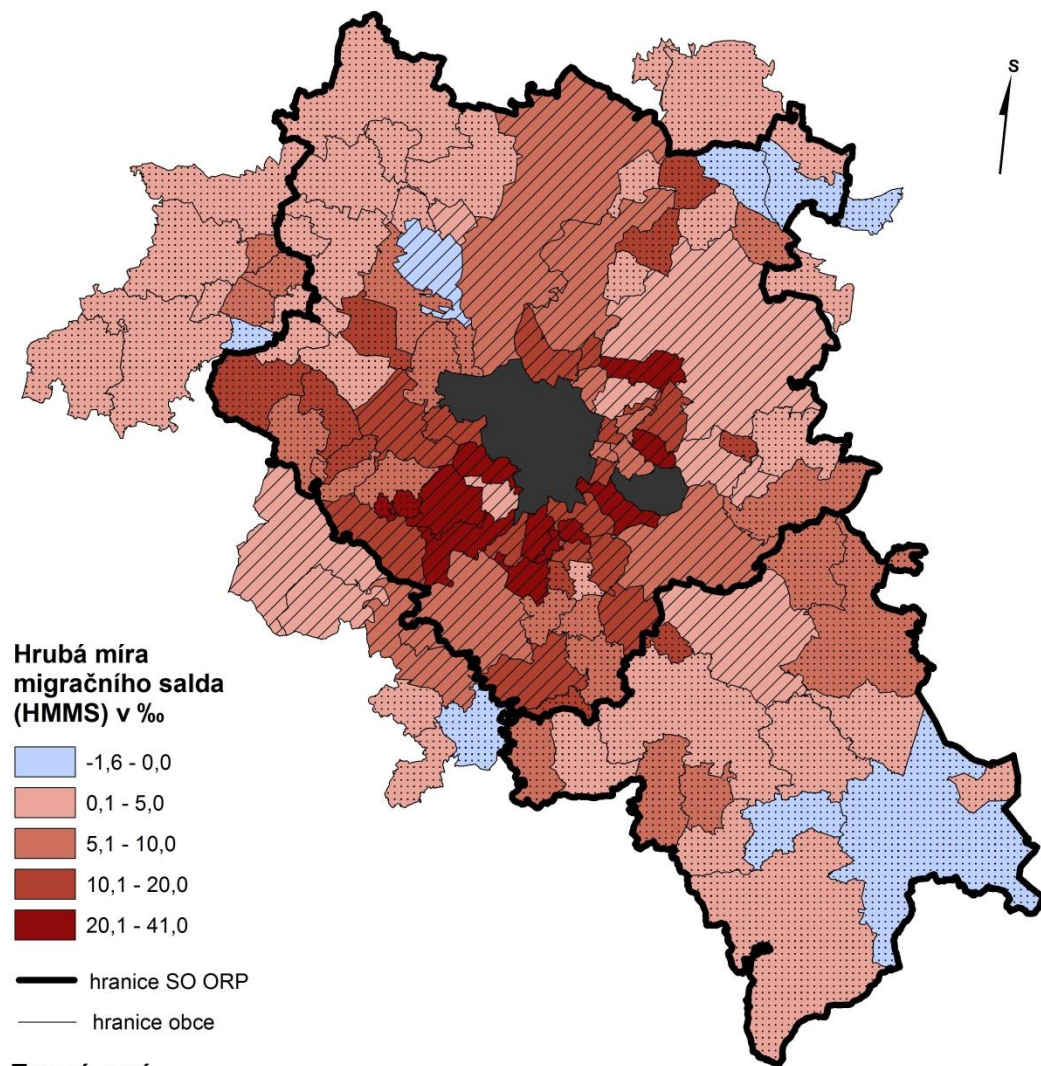 S
Hrubá míra
migračního salda
(HMMS) v ‰
-1,6 - 0,0
0,1 - 5,0
5,1 - 10,0
10,1 - 20,0
20,1 - 41,0
hranice SO ORP
hranice obce